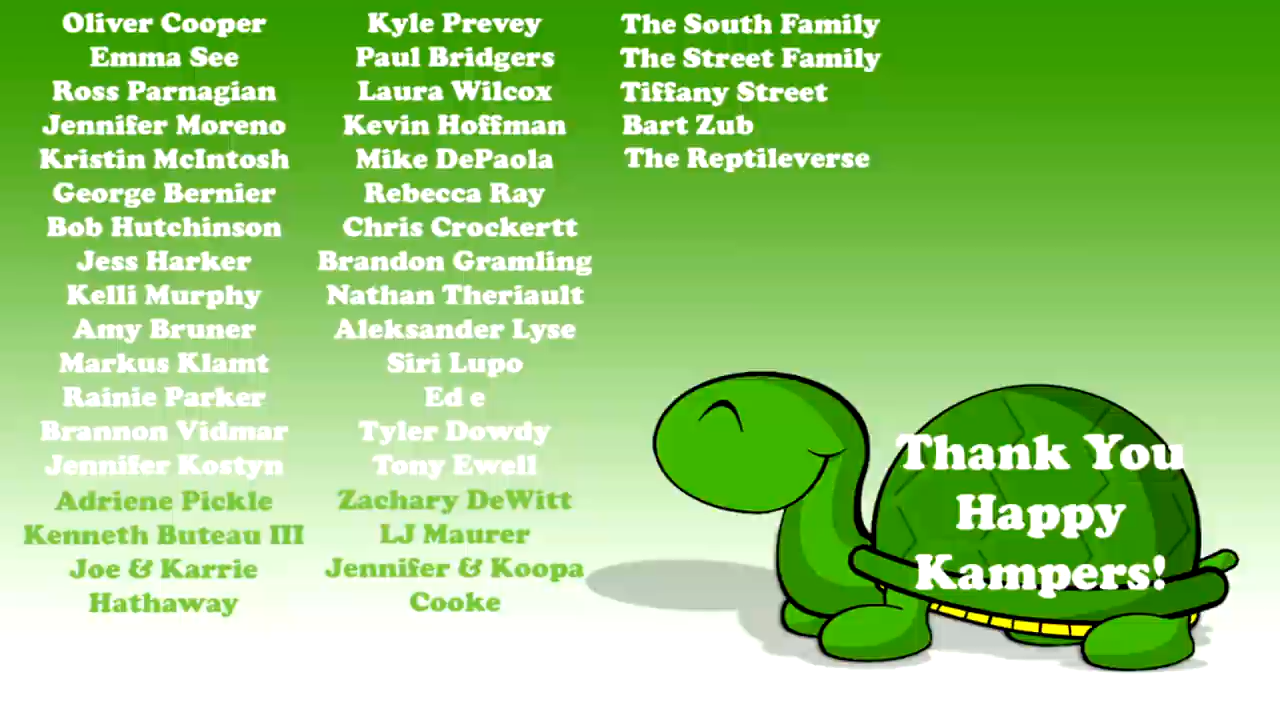 Oliver Cooper
Emma See
Ross Parnagian
Jennifer Moreno
Kristin McIntosh
George Bernier
Bob Hutchinson
Jess Harker
Kelli Murphy
Amy Bruner
Markus Klamt
Rainie Parker
Brannon Vidmar
Jennifer Kostyn
Adriene Pickle
Kenneth Buteau III
Joe & Karrie
Hathaway
Kyle Prevey
Paul Bridgers
Laura Wilcox
Kevin Hoffman
Mike DePaola
Rebecca Ray
Chris Crockertt
Brandon Gramling
Nathan Theriault
Aleksander Lyse
Siri Lupo
Ed e
Tyler Dowdy
Tony Ewell
Zachary DeWitt
LJ Maurer
Jennifer & Koopa
Cooke
The South Family
The Street Family
Tiffany Street
Bart Zub
The Reptileverse
Thank You
Happy
Kampers!